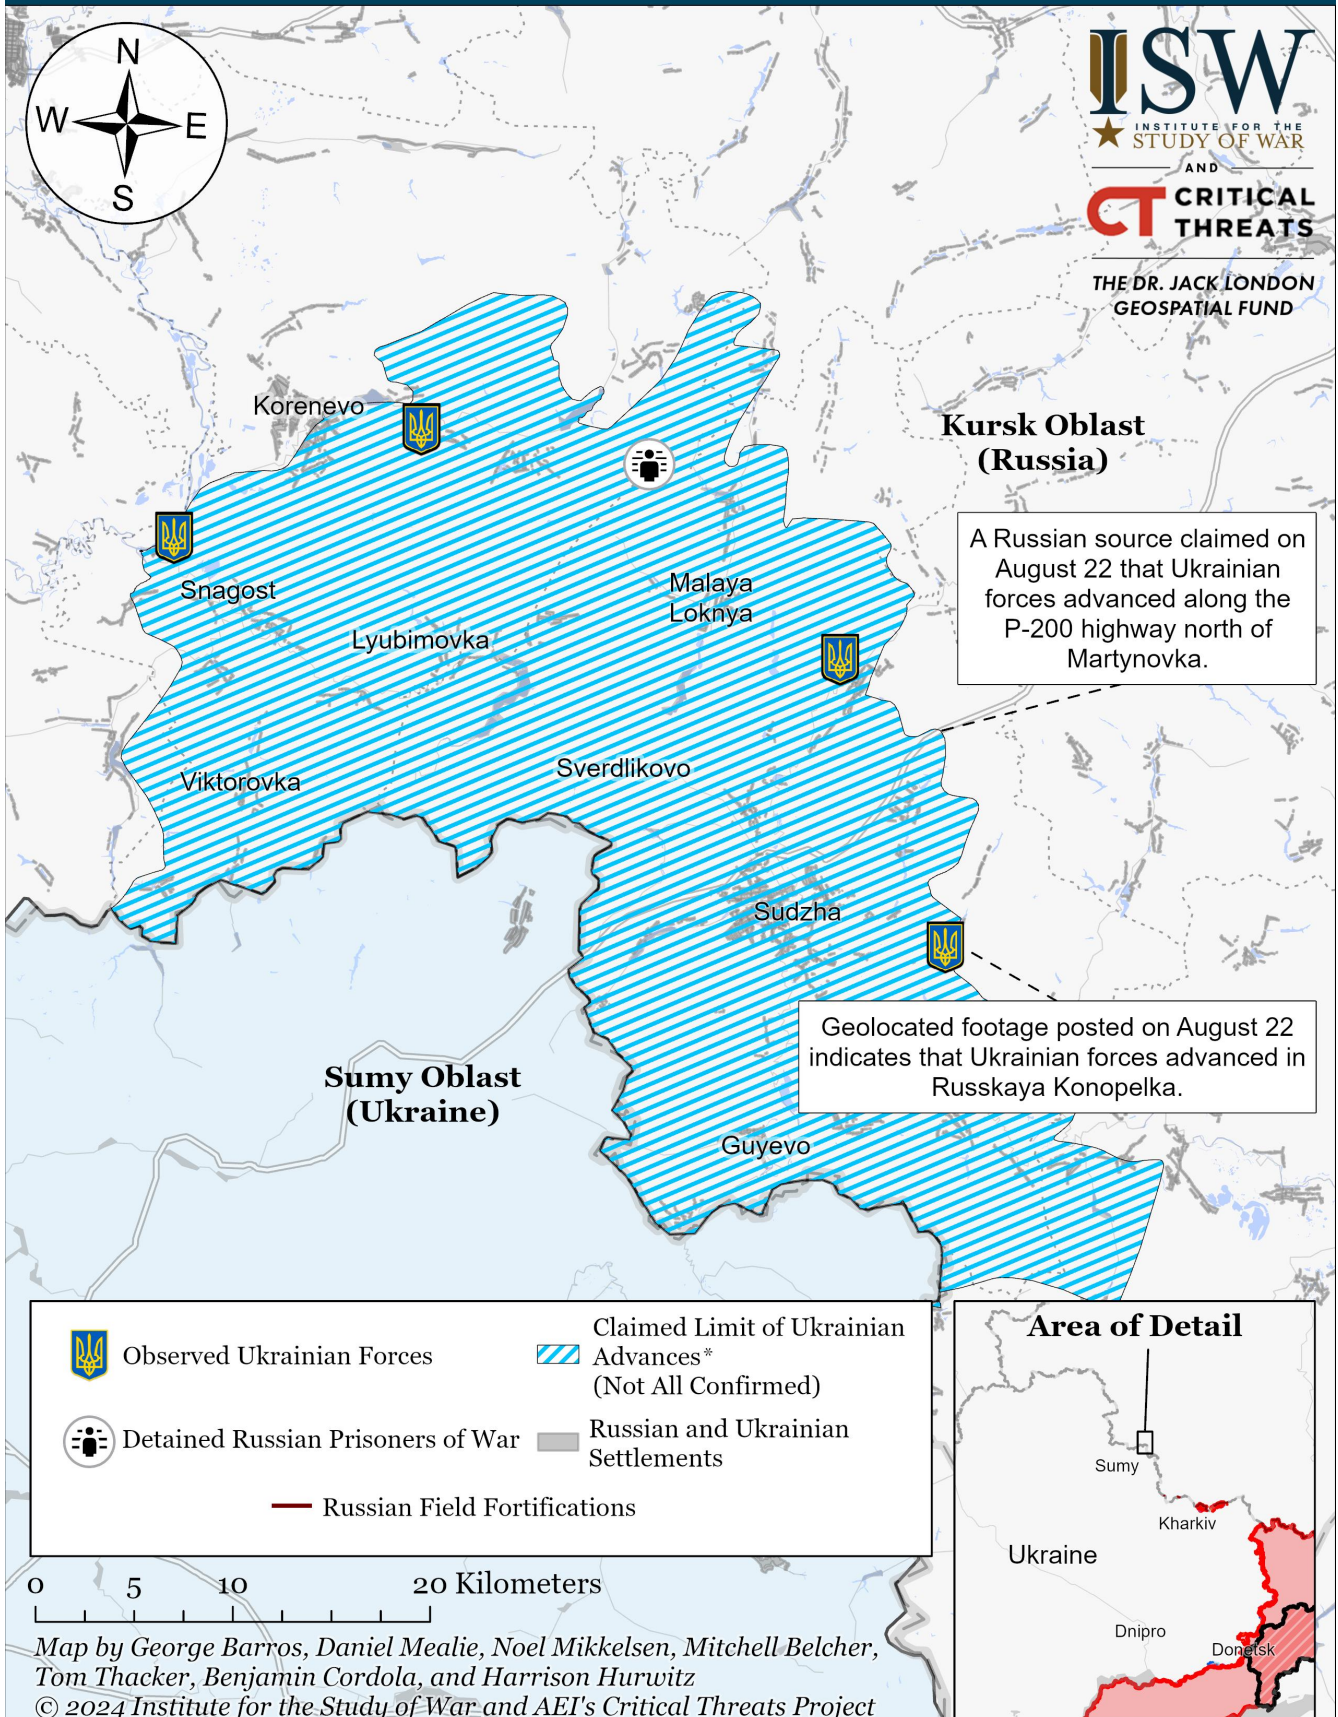 N
W
E
S
ISW
INSTITUTE FOR THE
STUDY OF WAR
AND
CT CRITICAL
THREATS
THE DR. JACK LONDON
GEOSPATIAL FUND
Korenevo
Kursk Oblast
(Russia)
A Russian source claimed on
August 22 that Ukrainian
forces advanced along the
P-200 highway north of
Martynovka.
Snagost
Malaya
Loknya
Lyubimovka
Sverdlikovo
Viktorovka
Sudzha
Geolocated footage posted on August 22
indicates that Ukrainian forces advanced in
Russkaya Konopelka.
Sumy Oblast
(Ukraine)
Guyevo
Observed Ukrainian Forces
Claimed Limit of Ukrainian
Advances*
(Not All Confirmed)
Detained Russian Prisoners of War
Russian and Ukrainian
Settlements
Russian Field Fortifications
Area of Detail
Sumy
Kharkiv
Ukraine
Dnipro
Donetsk
0 5 10 20 Kilometers
Map by George Barros, Daniel Mealie, Noel Mikkelsen, Mitchell Belcher,
Tom Thacker, Benjamin Cordola, and Harrison Hurwitz
© 2024 Institute for the Study of War and AEI's Critical Threats Project